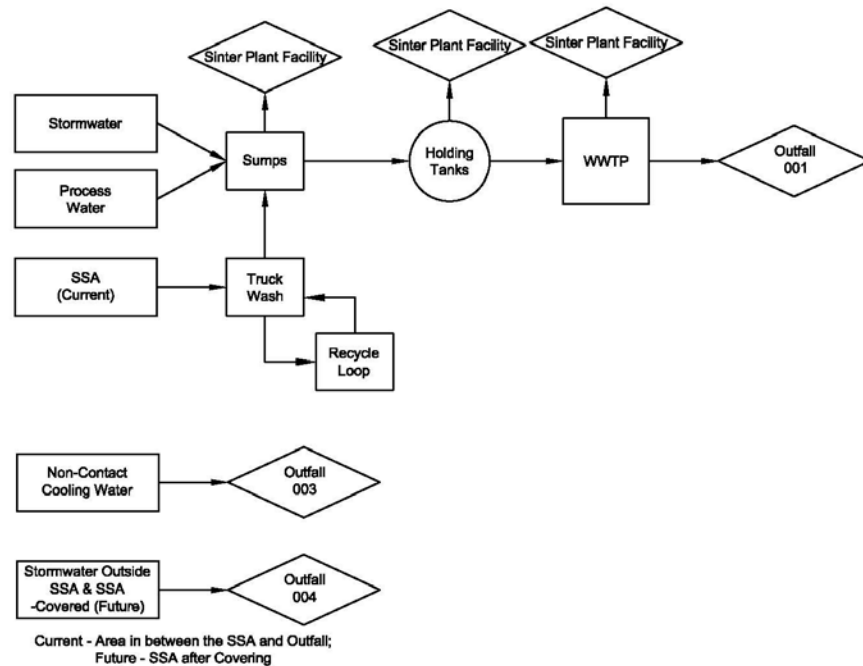 Sinter Plant Facility
Sinter Plant Facility
Sinter Plant Facility
Stormwater
Process
Water
Sumps
Holding
Tanks
WWTP
Outfall
001
SSA
(Current)
Truck
Wash
Recycle
Loop
Non-Contact
Cooling Water
Outfall
003
Stormwater Outside
SSA & SSA
-Covered (Future)
Outfall
004
Current - Area in between the SSA and Outfall;
Future - SSA after Covering